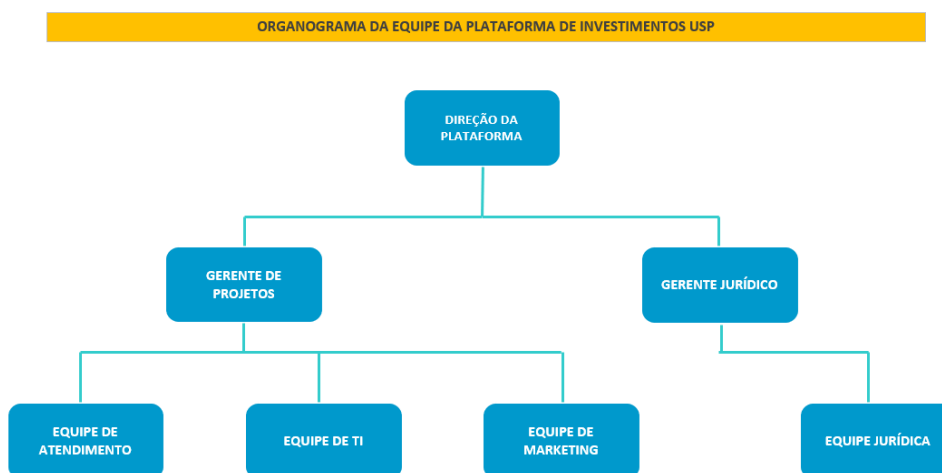 ORGANOGRAMA DA EQUIPE DA PLATAFORMA DE INVESTIMENTOS USP
DIREÇÃO DA
PLATAFORMA
GERENTE DE
PROJETOS
GERENTE JURÍDICO
EQUIPE DE
ATENDIMENTO
EQUIPE DE TI
EQUIPE DE
MARKETING
EQUIPE JURÍDICA